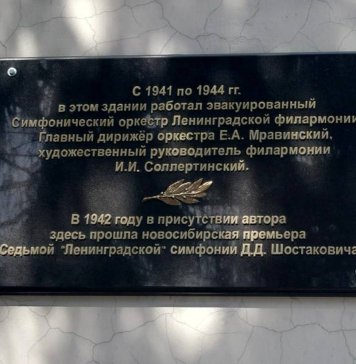 С 1941 по 1944 гг.
в этом здании работал эвакуированный
Симфонический оркестр Ленинградской филармонии
Главный дирижёр оркестра Е.А. Мравинский,
художественный руководитель филармонии
И.И. Соллертинский.
В 1942 году в присутствии автора
здесь прошла новосибирская премьера
Седьмой "Ленинградской" симфонии Д.Д. Шостаковича